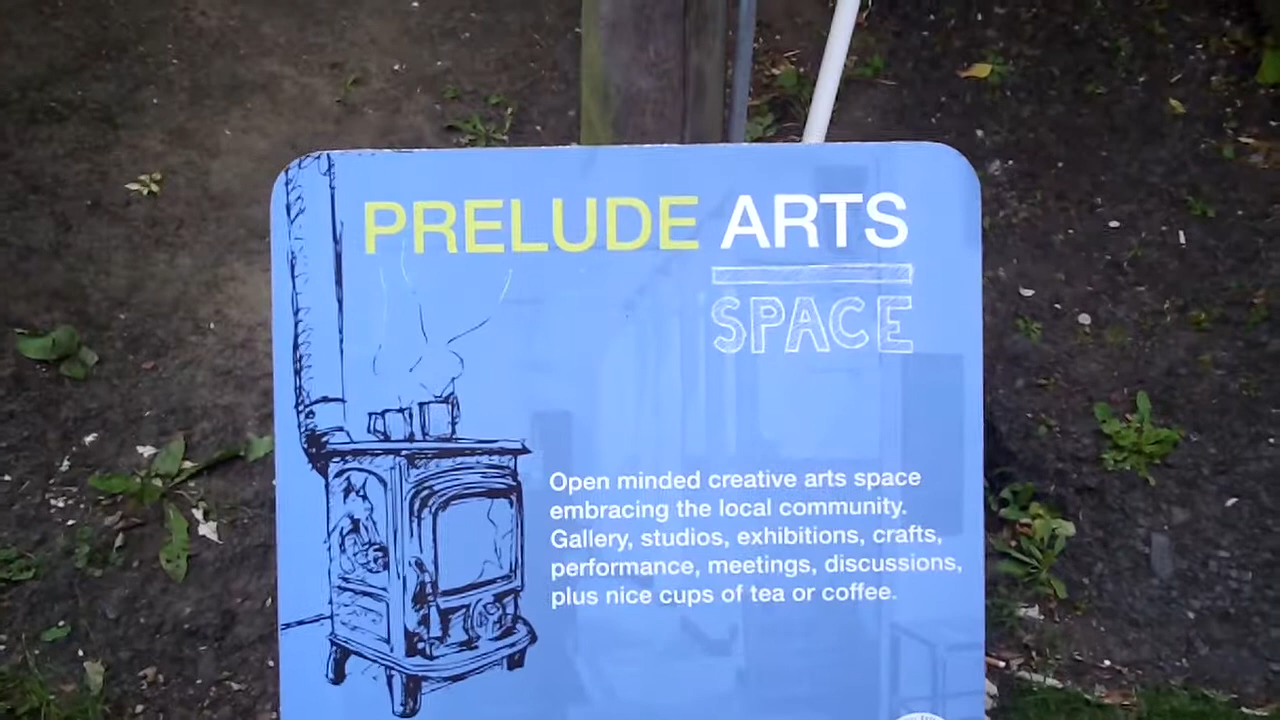 PRELUDE ARTS
SPACE
Open minded creative arts space
embracing the local community.
Gallery, studios, exhibitions, crafts,
performance, meetings, discussions,
plus nice cups of tea or coffee.